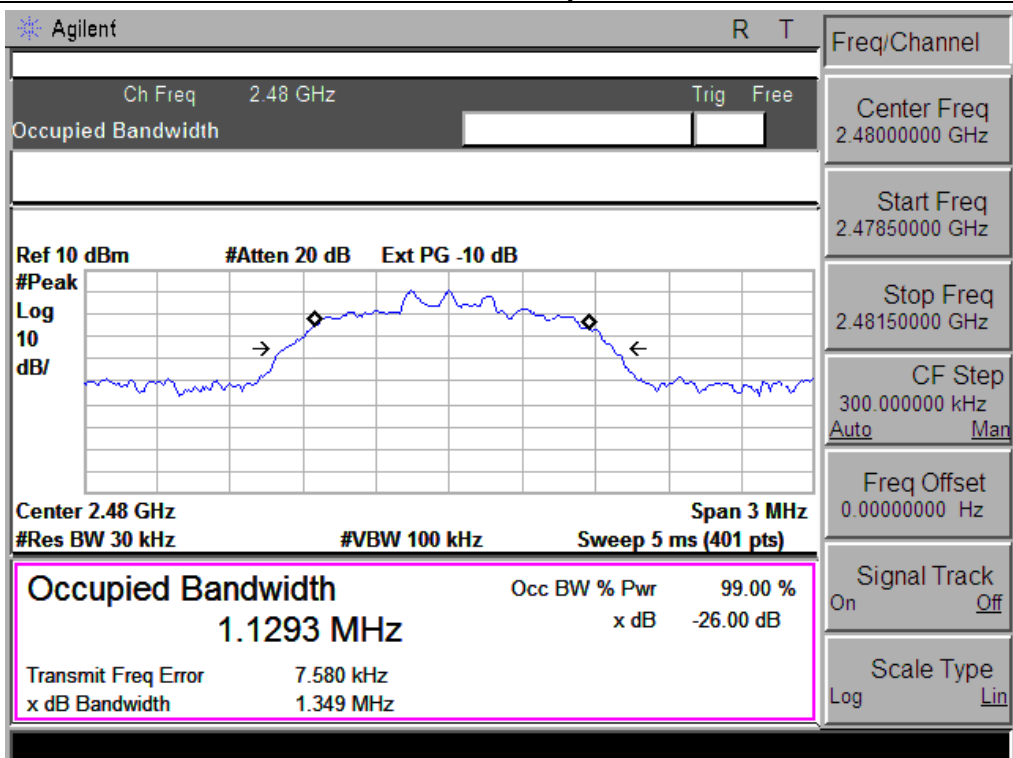 Agilent R T
Ch Freq 2.48 GHz Trig Free
Occupied Bandwidth
Ref 10 dBm #Atten 20 dB Ext PG -10 dB
#Peak
Log
10
dB/
Center 2.48 GHz Span 3 MHz
#Res BW 30 kHz #VBW 100 kHz Sweep 5 ms (401 pts)
Occupied Bandwidth Occ BW % Pwr 99.00 %
1.1293 MHz x dB -26.00 dB
Transmit Freq Error 7.580 kHz
x dB Bandwidth 1.349 MHz
Freq/Channel
Center Freq
2.48000000 GHz
Start Freq
2.47850000 GHz
Stop Freq
2.48150000 GHz
CF Step
300.000000 kHz
Auto Man
Freq Offset
0.00000000 Hz
Signal Track
On Off
Scale Type
Log Lin